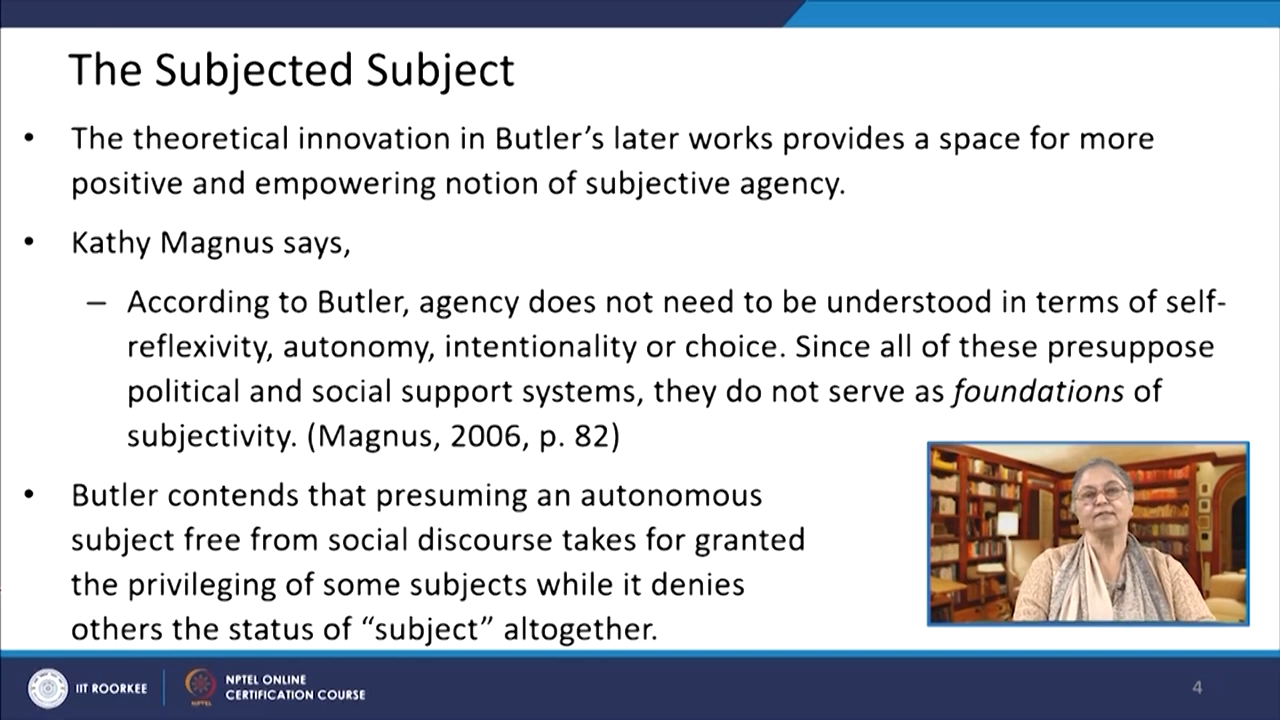 The Subjected Subject
• The theoretical innovation in Butler’s later works provides a space for more
positive and empowering notion of subjective agency.
• Kathy Magnus says,
– According to Butler, agency does not need to be understood in terms of self-
reflexivity, autonomy, intentionality or choice. Since all of these presuppose
political and social support systems, they do not serve as foundations of
subjectivity. (Magnus, 2006, p. 82)
• Butler contends that presuming an autonomous
subject free from social discourse takes for granted
the privileging of some subjects while it denies
others the status of “subject” altogether.
IIT ROORKEE
NPTEL
NPTEL ONLINE
CERTIFICATION COURSE
4